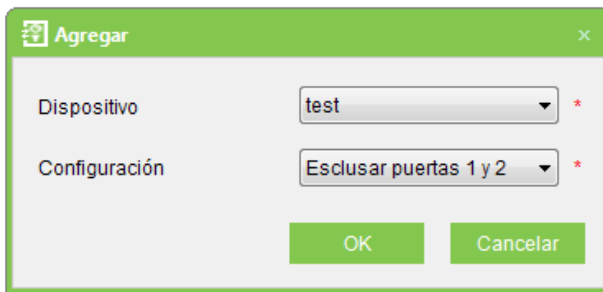 Agregar
Dispositivo test *
Configuración Esclusar puertas 1 y 2 *
OK Cancelar